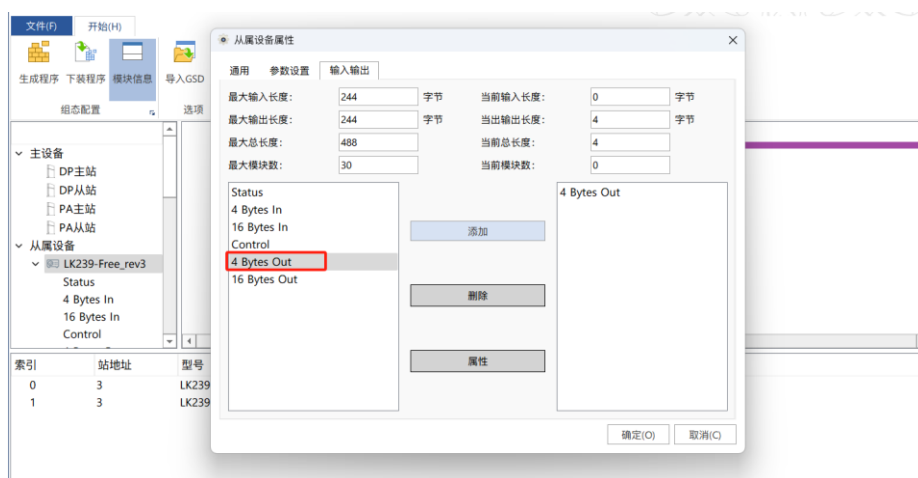 文件(F) 开始(H)
生成程序 下装程序 模块信息 导入GSD
组态配置 选项
主设备
DP主站
DP从站
PA主站
PA从站
从属设备
LK239-Free_rev3
Status
4 Bytes In
16 Bytes In
Control
索引 站地址 型号
0 3 LK239
1 3 LK239
从属设备属性
通用 参数设置 输入输出
最大输入长度: 244 字节 当前输入长度: 0 字节
最大输出长度: 244 字节 当出输出长度: 4 字节
最大总长度: 488 当前总长度: 4
最大模块数: 30 当前模块数: 0
Status
4 Bytes In
16 Bytes In
Control
4 Bytes Out
16 Bytes Out
添加
删除
属性
4 Bytes Out
确定(O) 取消(C)